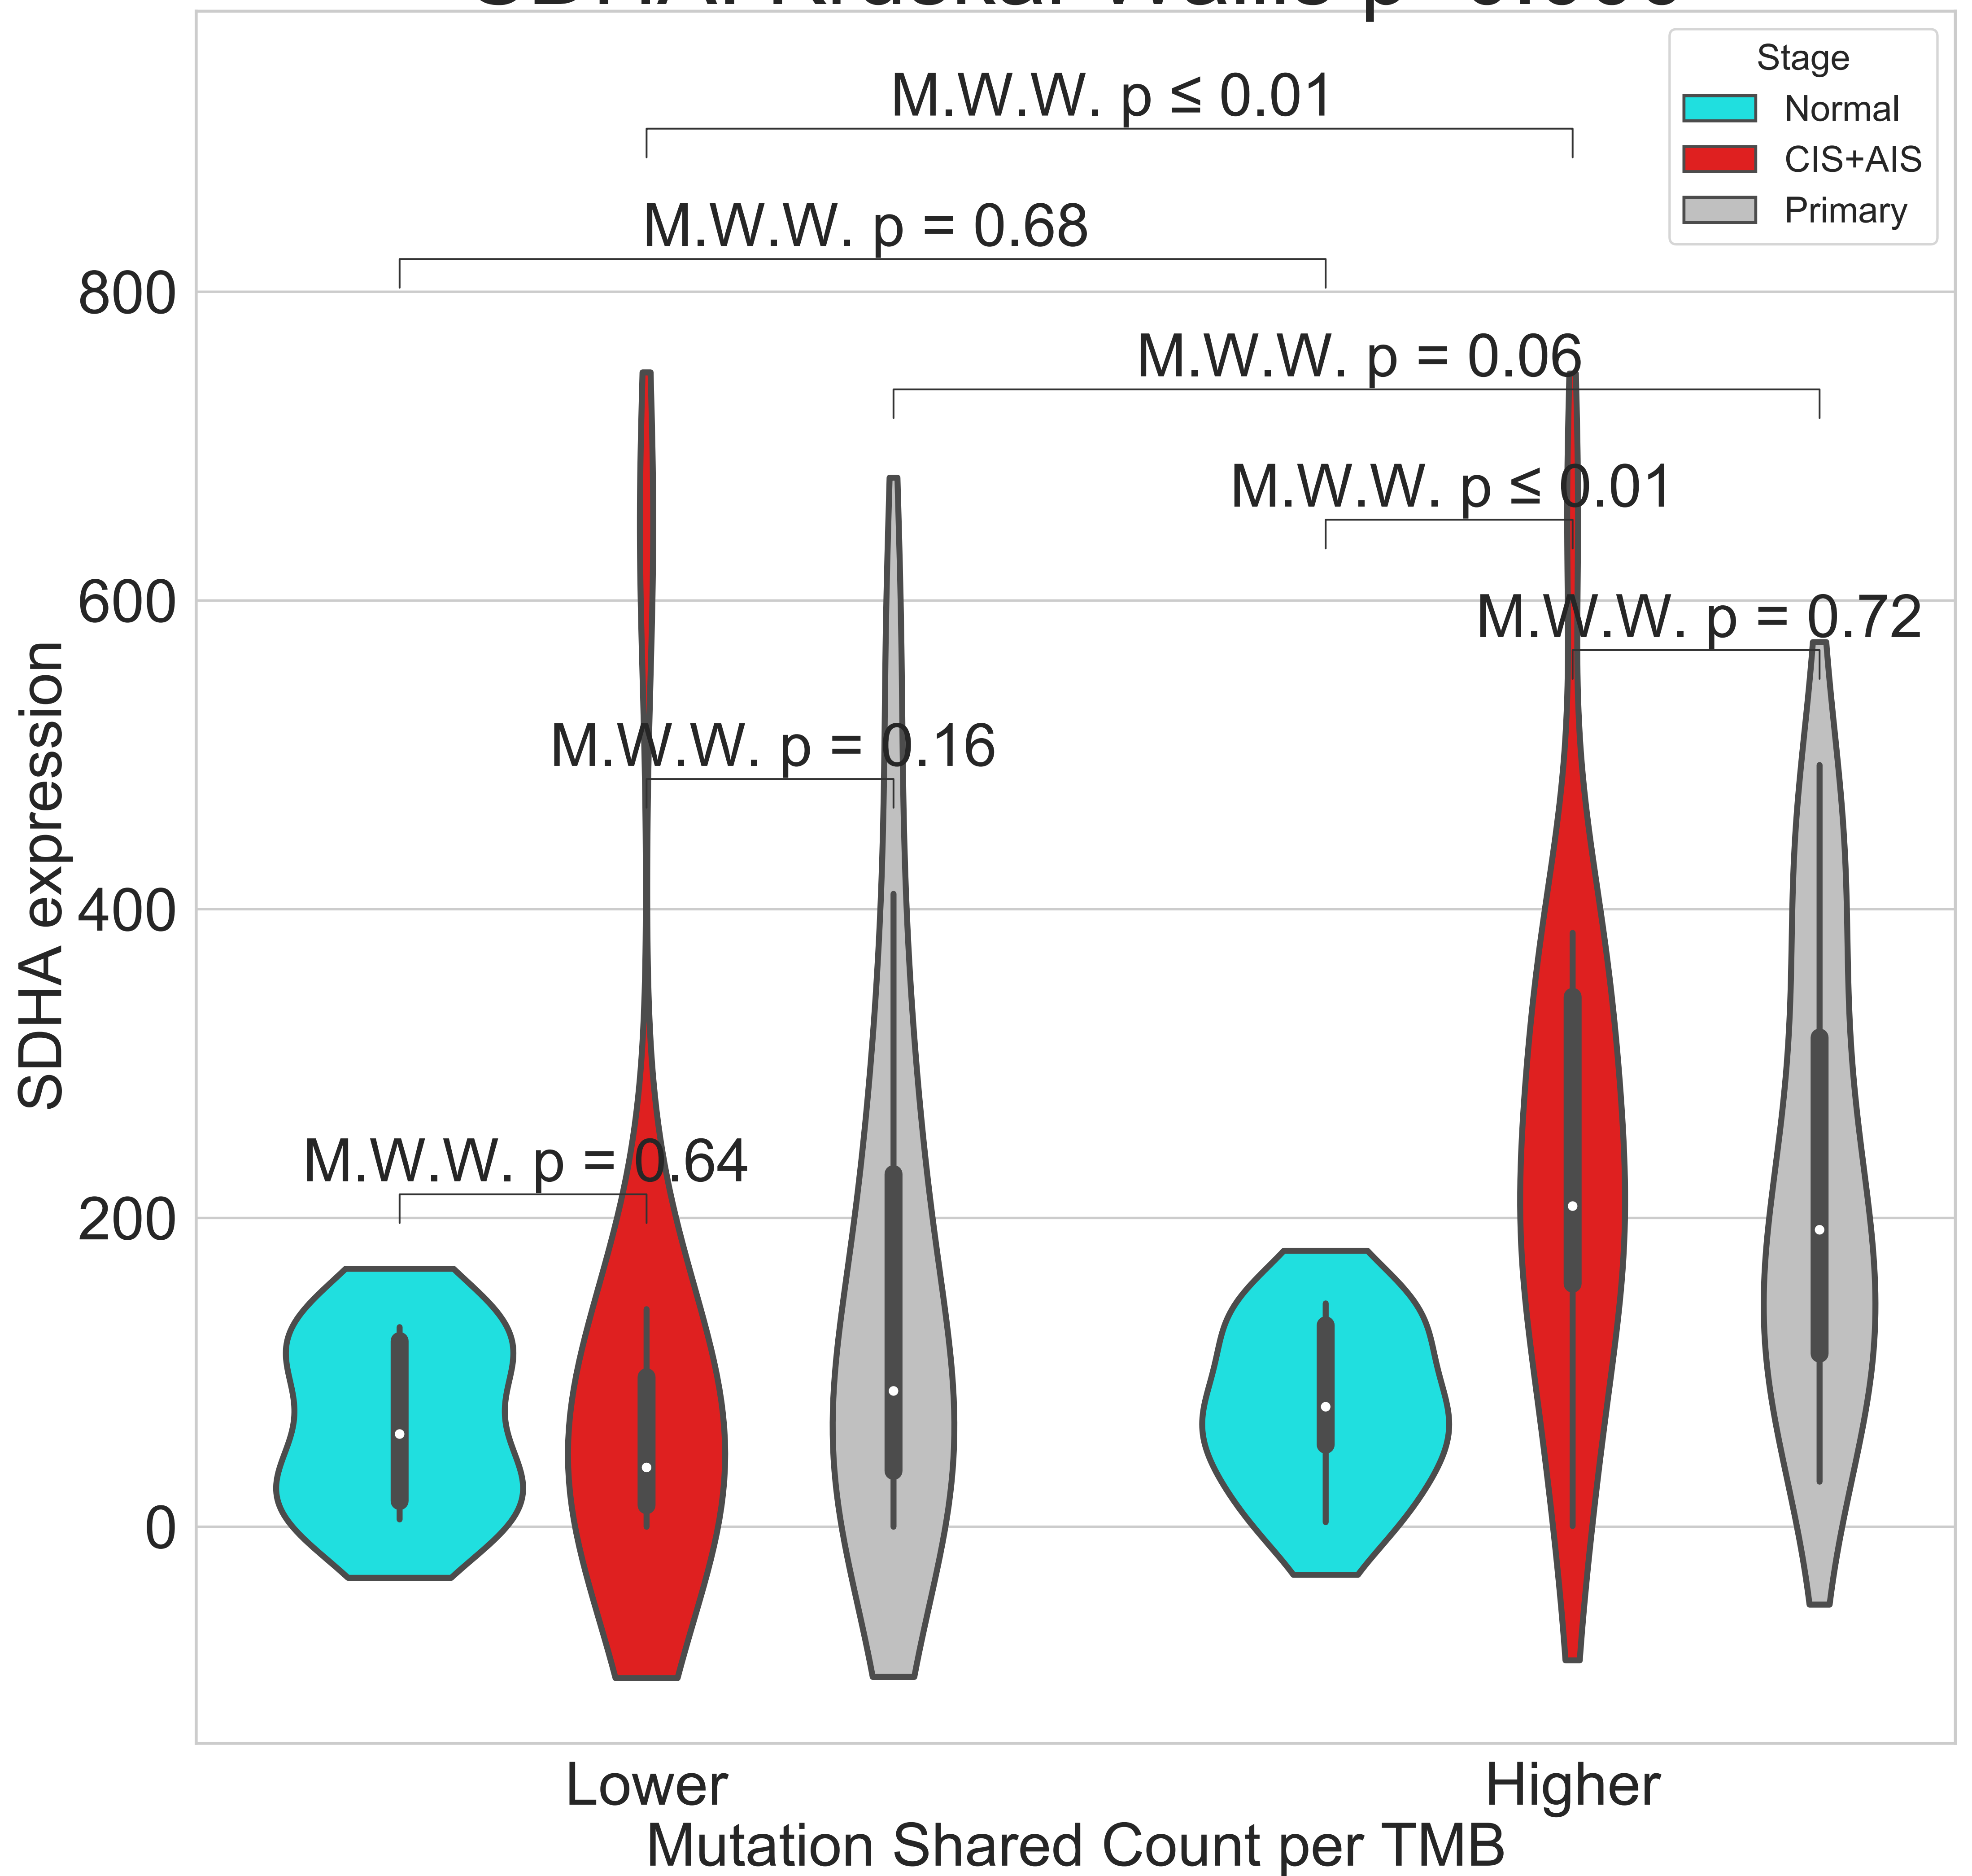 Stage
Normal
CIS+AIS
Primary
M.W.W. p ≤ 0.01
M.W.W. p = 0.68
M.W.W. p = 0.06
M.W.W. p ≤ 0.01
M.W.W. p = 0.72
M.W.W. p = 0.16
M.W.W. p = 0.64
800
600
400
200
0
SDHA expression
Lower
Higher
Mutation Shared Count per TMB